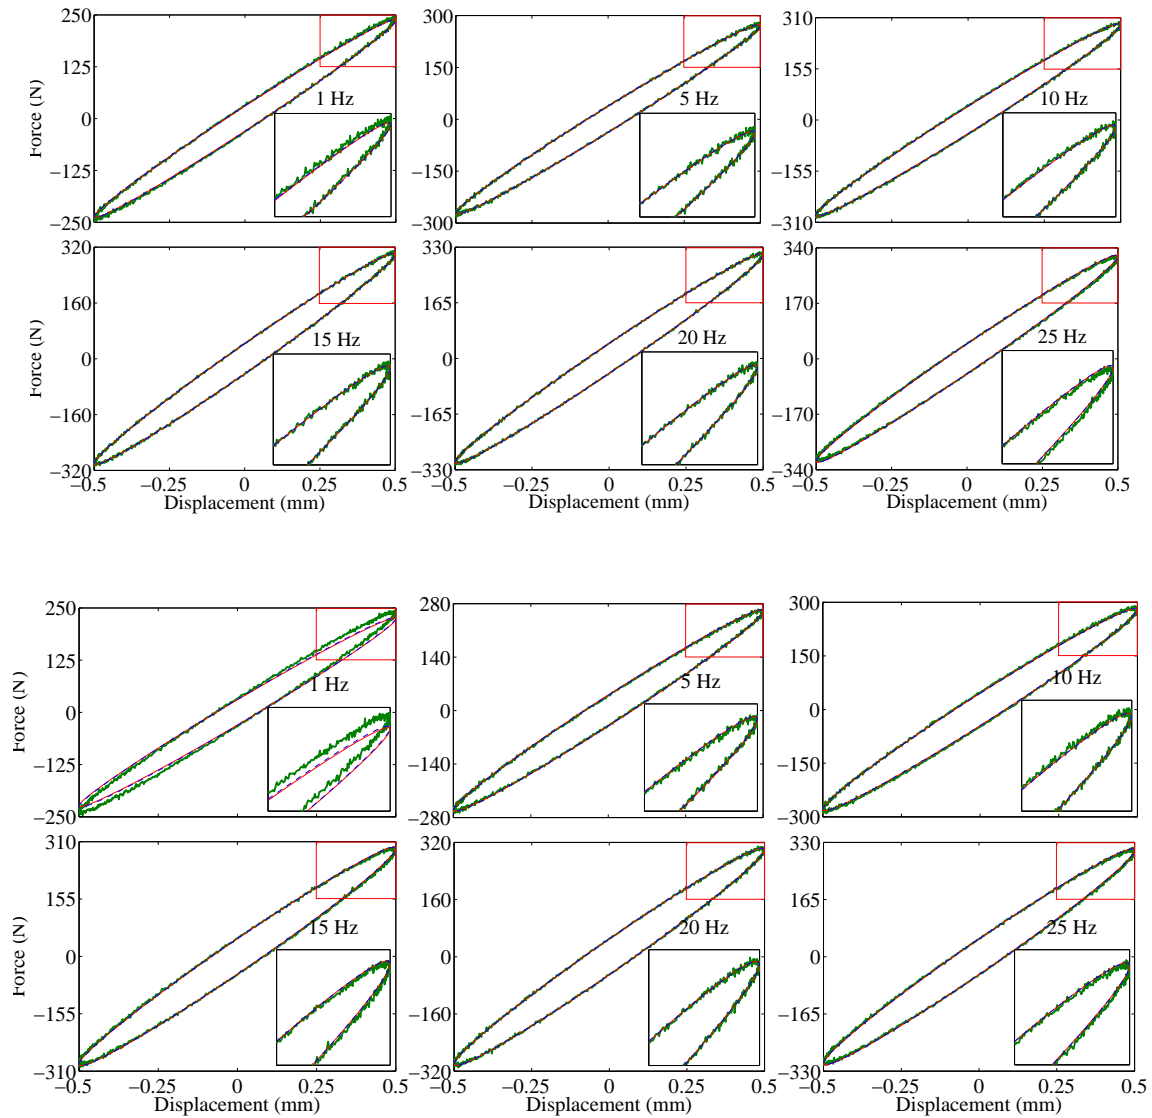 250 300 310
125 150 155
1 Hz 5 Hz 10 Hz
0 0 0
Force (N)
−125 −150 −155
−250 −300 −310
320 330 340
160 165 170
15 Hz 20 Hz 25 Hz
0 0 0
Force (N)
−160 −165 −170
−320 −330 −340
−0.5 −0.25 0 0.25 0.5 −0.5 −0.25 0 0.25 0.5 −0.5 −0.25 0 0.25 0.5
Displacement (mm) Displacement (mm) Displacement (mm)
250 280 300
125 140 150
1 Hz 5 Hz 10 Hz
0 0 0
Force (N)
−125 −140 −150
−250 −280 −300
310 320 330
155 160 165
15 Hz 20 Hz 25 Hz
0 0 0
Force (N)
−155 −160 −165
−310 −320 −330
−0.5 −0.25 0 0.25 0.5 −0.5 −0.25 0 0.25 0.5 −0.5 −0.25 0 0.25 0.5
Displacement (mm) Displacement (mm) Displacement (mm)